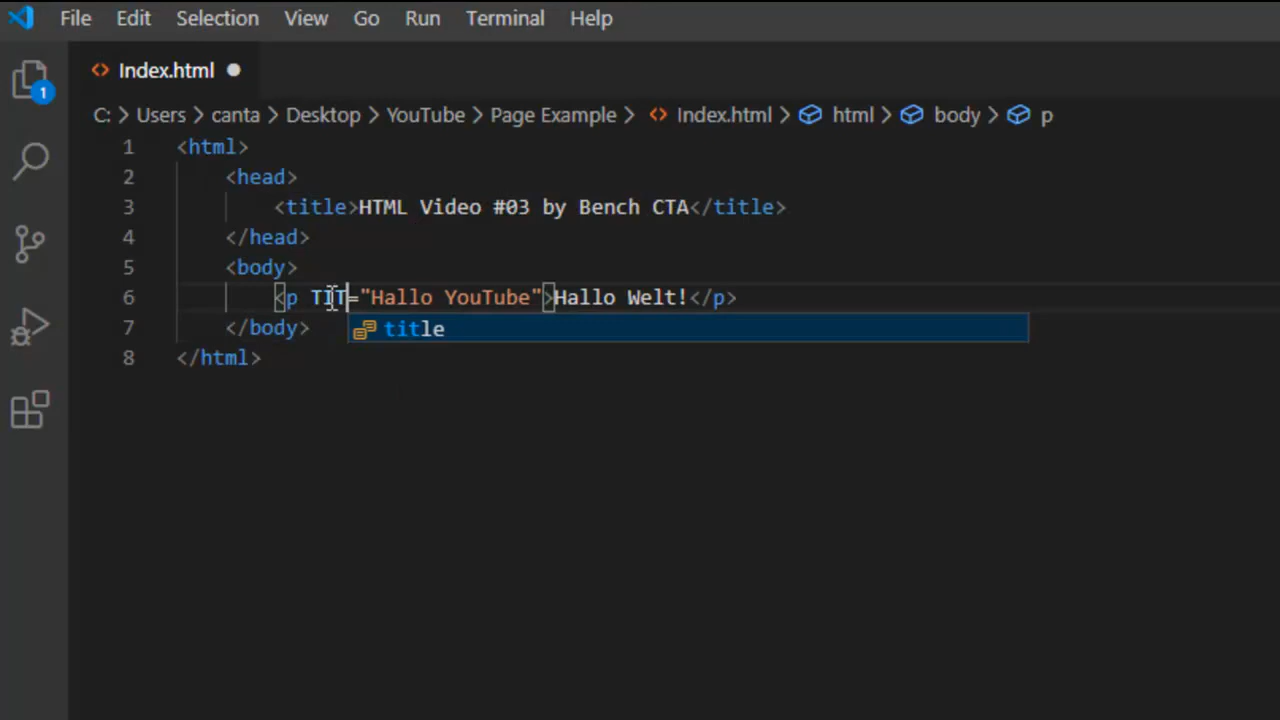 File Edit Selection View Go Run Terminal Help
Index.html
1
C: > Users > canta > Desktop > YouTube > Page Example > Index.html > html > body > p
1 <html>
2 <head>
3 <title>HTML Video #03 by Bench CTA</title>
4 </head>
5 <body>
6 <p TIT="Hallo YouTube">Hallo Welt!</p>
title
7 </body>
8 </html>